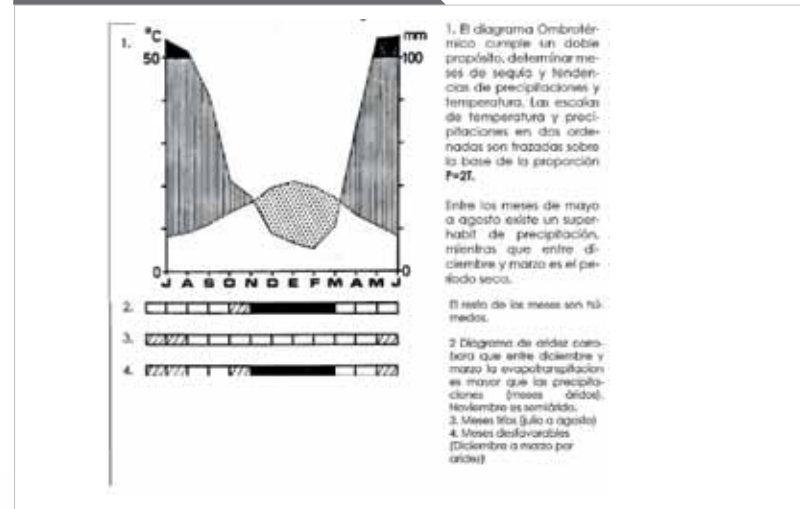 1.
°C
mm
50
100
0
0
J A S O N D E F M A M J
2.
3.
4.
1. El diagrama Ombrotér-
mico cumple un doble
propósito, determinar me-
ses de sequía y tenden-
cias de precipitaciones y
temperatura. Las escalas
de temperatura y preci-
pitaciones en dos orde-
nadas son trazadas sobre
la base de la proporción
P=2T.
Entre los meses de mayo
a agosto existe un super-
habit de precipitación,
mientras que entre di-
ciembre y marzo es el pe-
ríodo seco.
El resto de los meses son hú-
medos.
2 Diagrama de aridez corro-
bora que entre diciembre y
marzo la evapotranspiltacion
es mayor que las precipita-
ciones (meses áridos).
Noviembre es semiárido.
3. Meses fríos (julio a agosto)
4. Meses desfavorables
(Diciembre a marzo por
aridez)